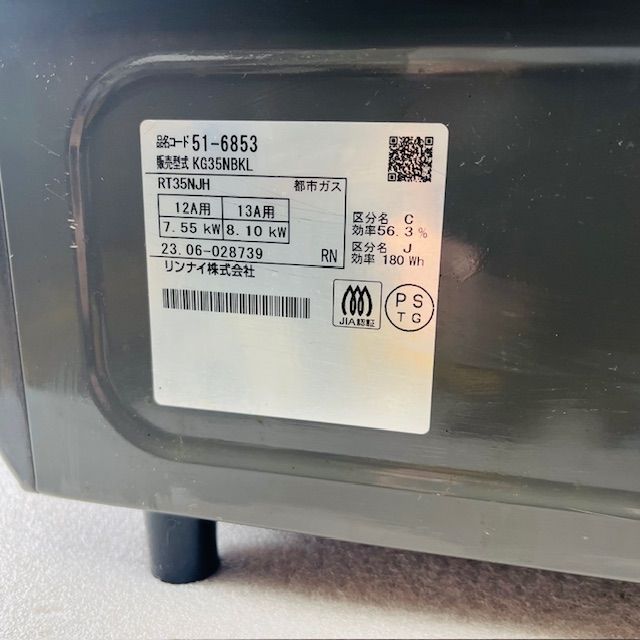 品名コード 51-6853
販売型式 KG35NBKL
RT35NJH 都市ガス
12A用 13A用
7.55 kW 8.10 kW
23.06-028739 RN
リンナイ株式会社
区分名 C
効率56.3%
区分名 J
効率 180 Wh
JIA認証
PS
TG